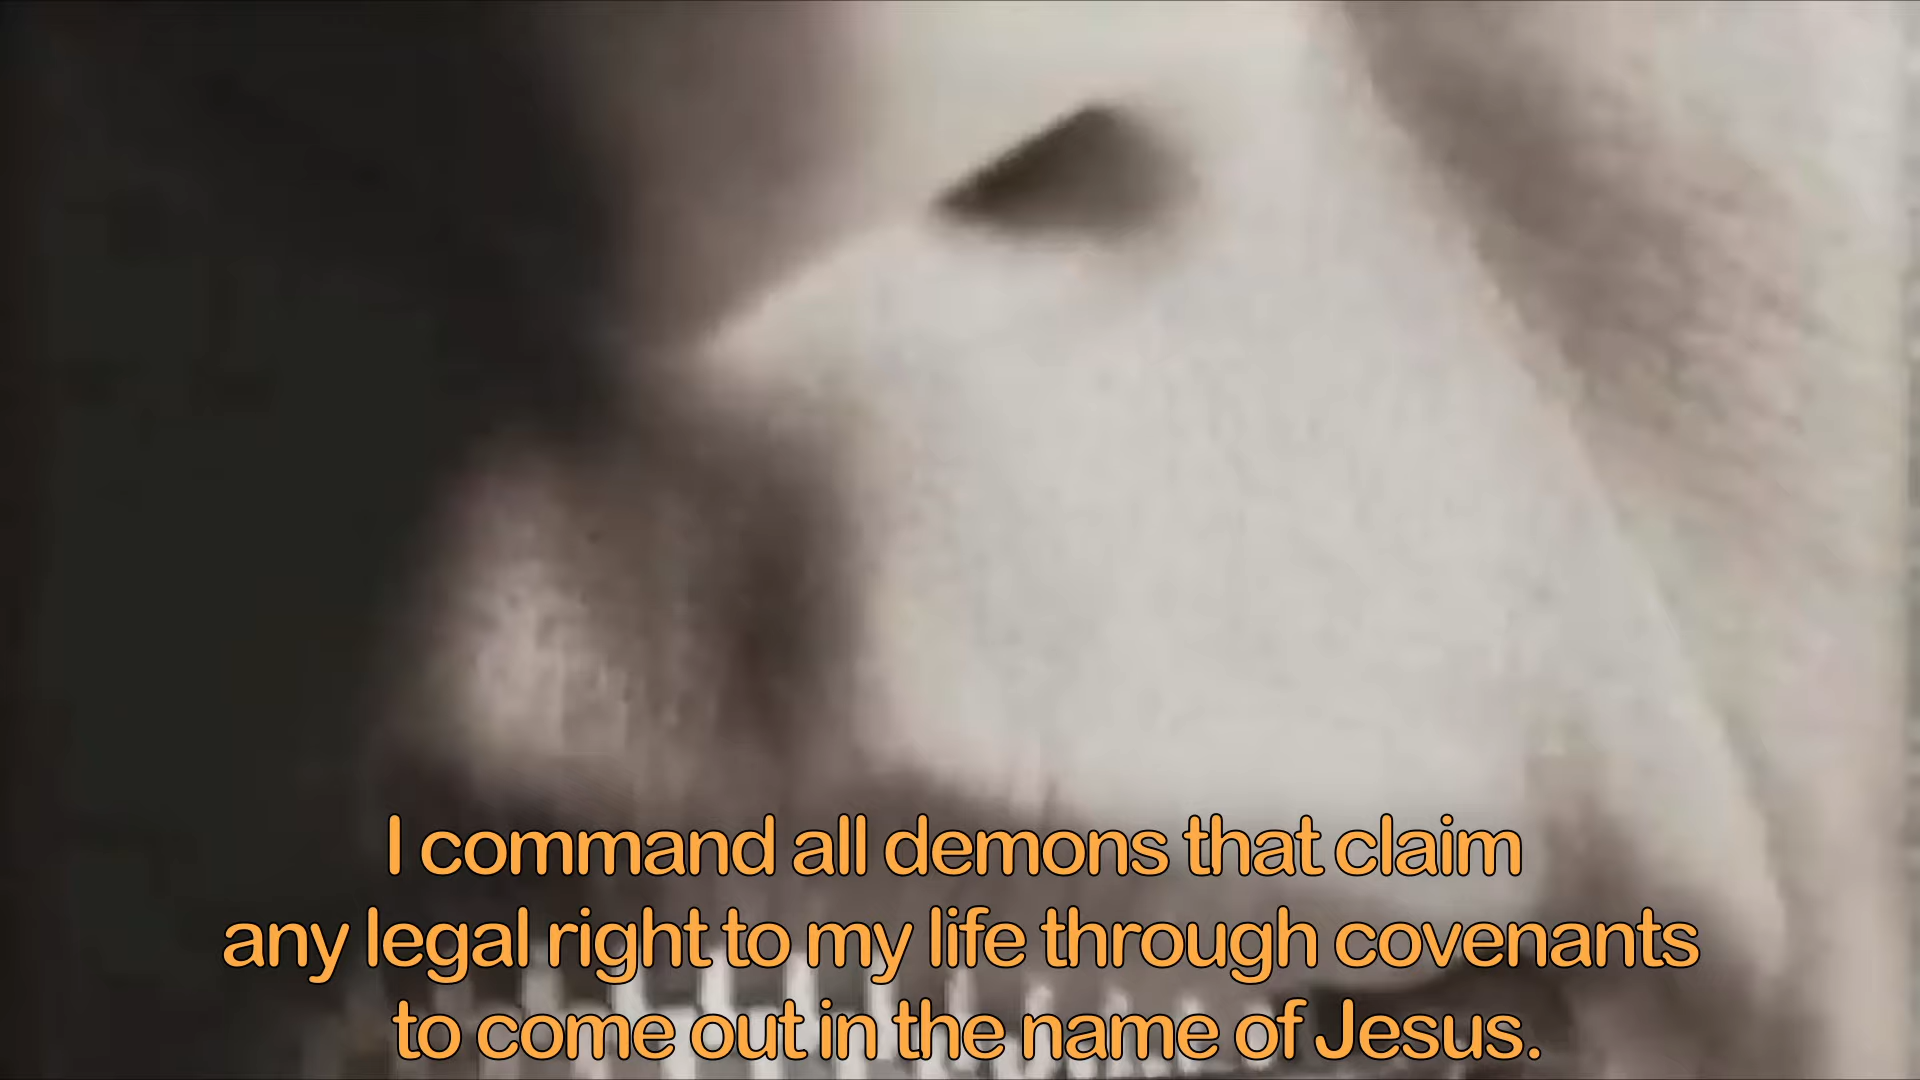 I command all demons that claim
any legal right to my life through covenants
to come out in the name of Jesus.